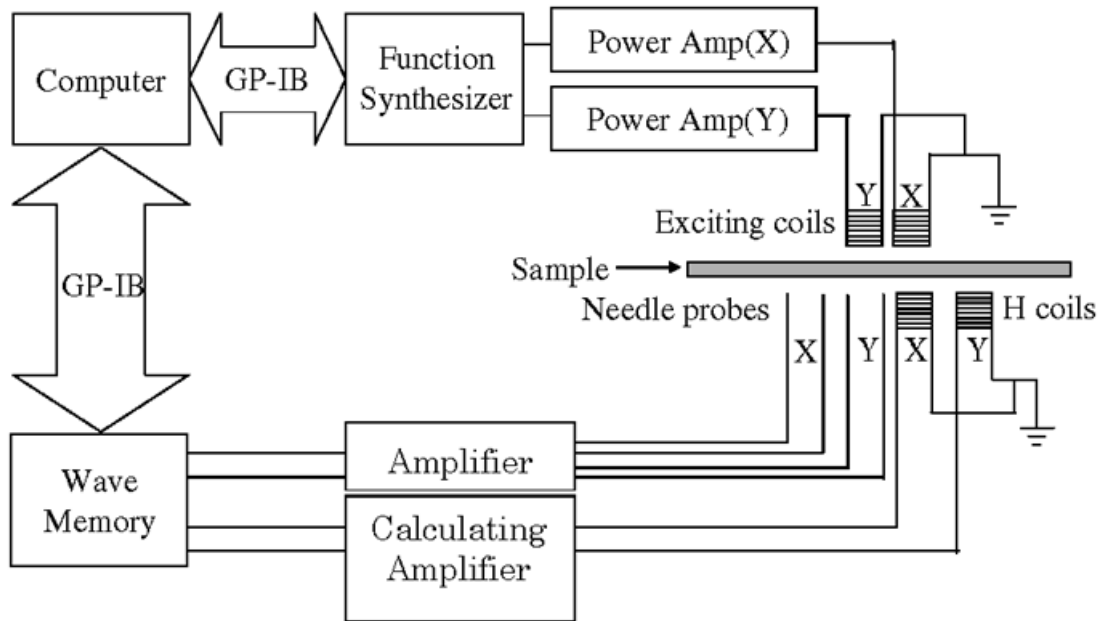 Computer
GP-IB
Function
Synthesizer
Power Amp(X)
Power Amp(Y)
Y
X
Exciting coils
Sample
Needle probes
H coils
X
Y
X
Y
GP-IB
Wave
Memory
Amplifier
Calculating
Amplifier